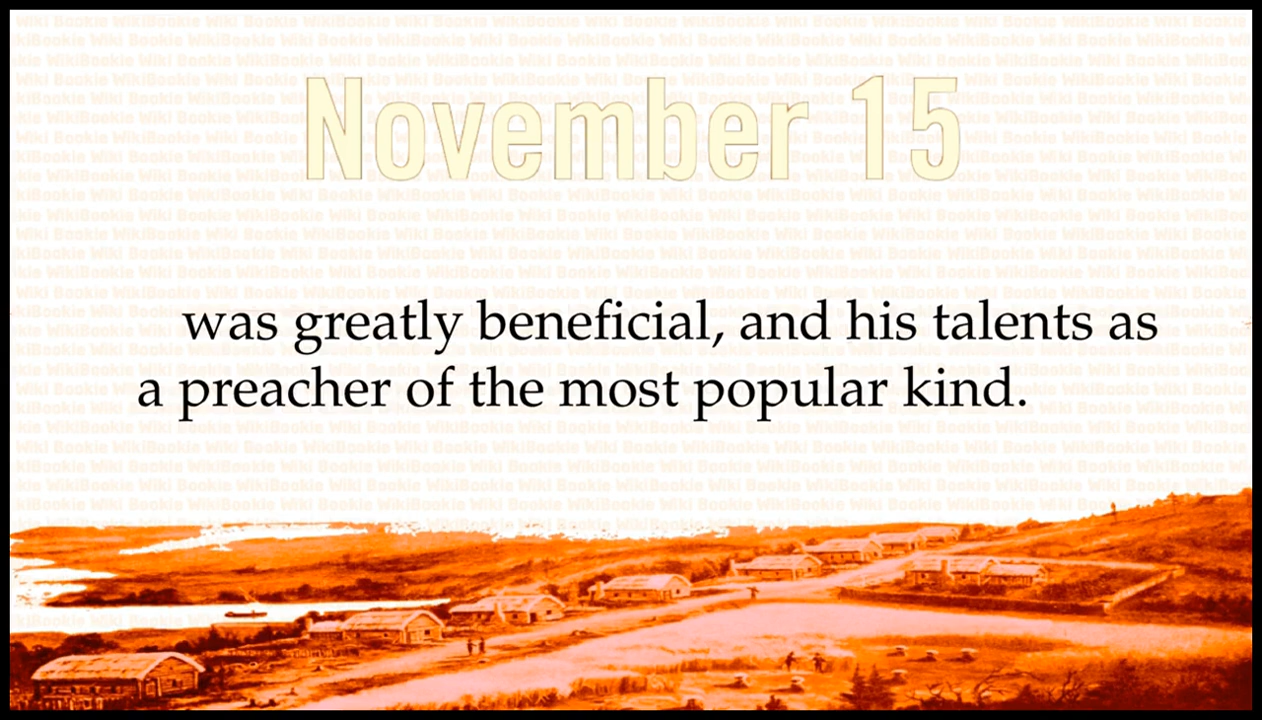 November 15
was greatly beneficial, and his talents as
a preacher of the most popular kind.